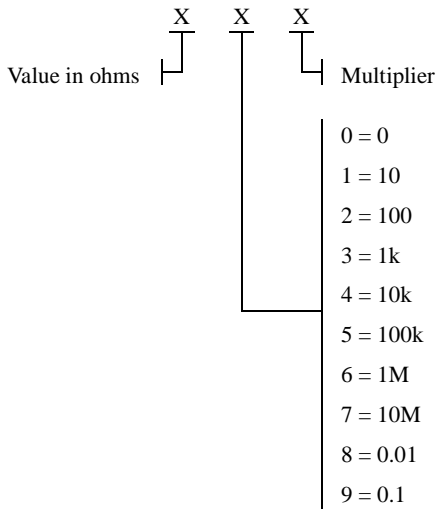 X X X
Value in ohms Multiplier
0 = 0
1 = 10
2 = 100
3 = 1k
4 = 10k
5 = 100k
6 = 1M
7 = 10M
8 = 0.01
9 = 0.1